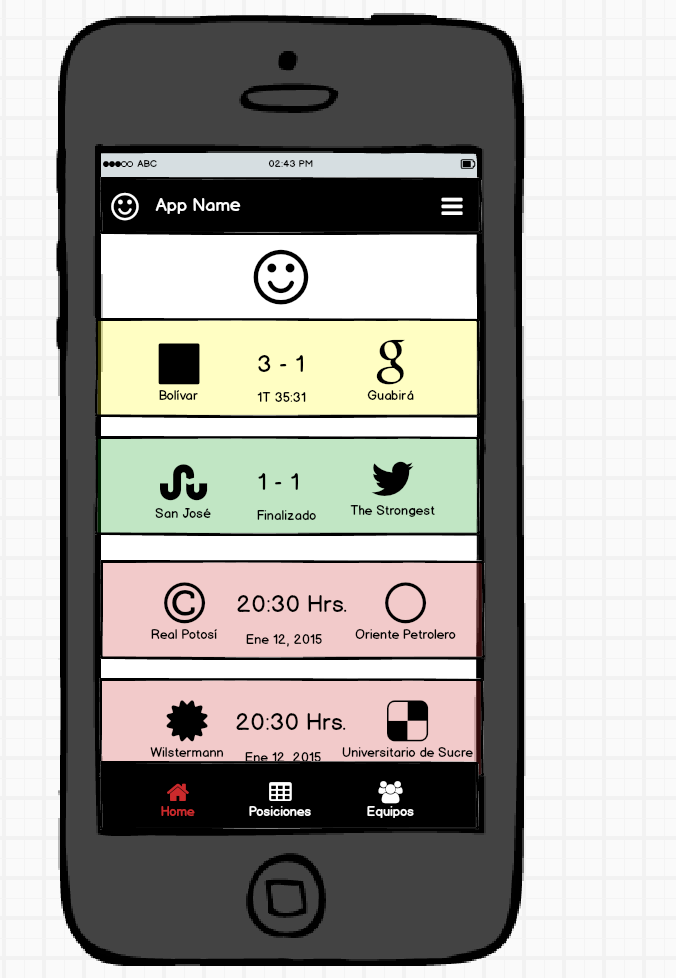 ABC 02:43 PM
App Name
3 - 1
Bolívar 1T 35:31 Guabirá
1 - 1
San José Finalizado The Strongest
20:30 Hrs.
Real Potosí Ene 12, 2015 Oriente Petrolero
20:30 Hrs.
Wilstermann Ene 12, 2015 Universitario de Sucre
Home Posiciones Equipos